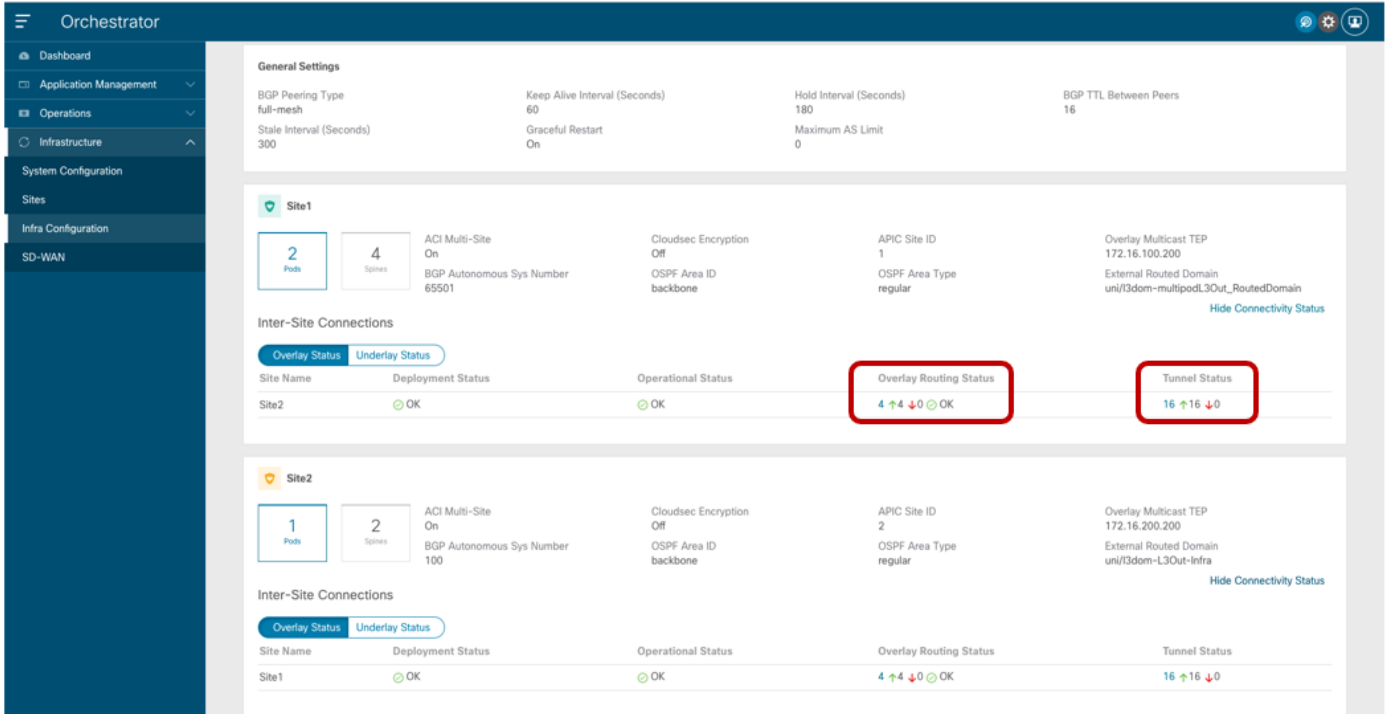 Orchestrator
Dashboard
Application Management
Operations
Infrastructure
System Configuration
Sites
Infra Configuration
SD-WAN
General Settings
BGP Peering Type Keep Alive Interval (Seconds) Hold Interval (Seconds) BGP TTL Between Peers
full-mesh 60 180 16
Stale Interval (Seconds) Graceful Restart Maximum AS Limit
300 On 0
Site1
2 Pods
4 Spines
ACI Multi-Site Cloudsec Encryption APIC Site ID Overlay Multicast TEP
On Off 1 172.16.100.200
BGP Autonomous Sys Number OSPF Area ID OSPF Area Type External Routed Domain
65501 backbone regular uni/l3dom-multipodL3Out_RoutedDomain
Hide Connectivity Status
Inter-Site Connections
Overlay Status Underlay Status
Site Name Deployment Status Operational Status Overlay Routing Status Tunnel Status
Site2 OK OK 4 ↑4 ↓0 OK 16 ↑16 ↓0
Site2
1 Pods
2 Spines
ACI Multi-Site Cloudsec Encryption APIC Site ID Overlay Multicast TEP
On Off 2 172.16.200.200
BGP Autonomous Sys Number OSPF Area ID OSPF Area Type External Routed Domain
100 backbone regular uni/l3dom-L3Out-Infra
Hide Connectivity Status
Inter-Site Connections
Overlay Status Underlay Status
Site Name Deployment Status Operational Status Overlay Routing Status Tunnel Status
Site1 OK OK 4 ↑4 ↓0 OK 16 ↑16 ↓0